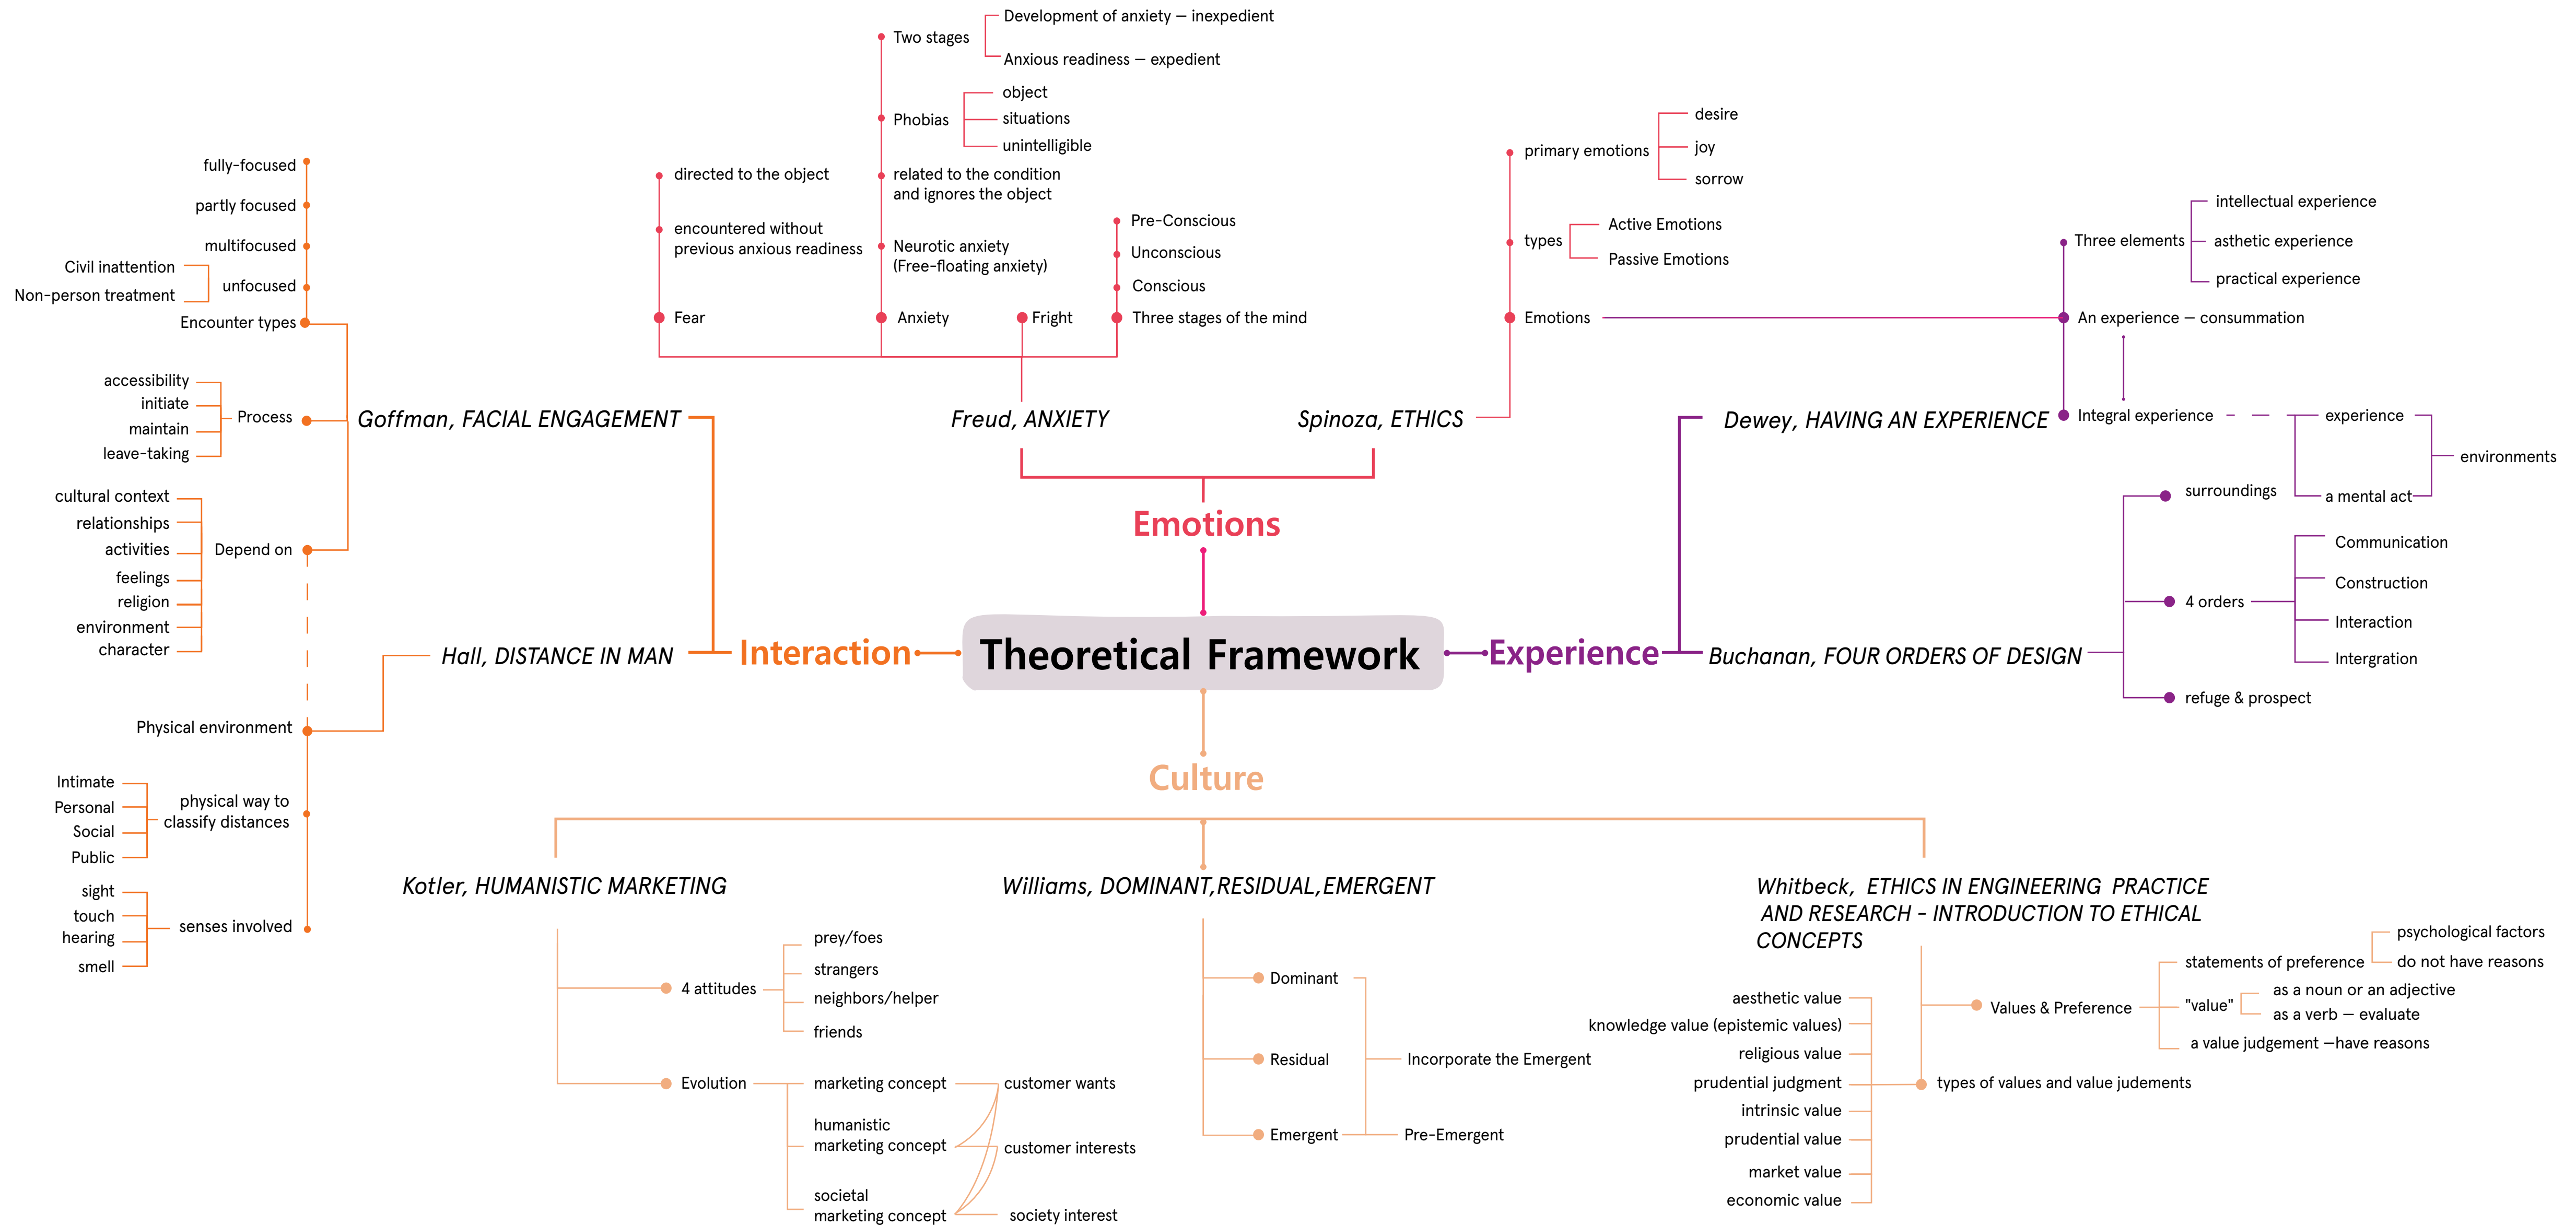 Theoretical Framework
Emotions
Freud, ANXIETY
Fear
encountered without
previous anxious readiness
directed to the object
Anxiety
Neurotic anxiety
(Free-floating anxiety)
related to the condition
and ignores the object
Phobias
object
situations
unintelligible
Two stages
Development of anxiety — inexpedient
Anxious readiness — expedient
Fright
Three stages of the mind
Conscious
Unconscious
Pre-Conscious
Spinoza, ETHICS
Emotions
types
Active Emotions
Passive Emotions
primary emotions
desire
joy
sorrow
Experience
Dewey, HAVING AN EXPERIENCE
Three elements
intellectual experience
asthetic experience
practical experience
An experience — consummation
Integral experience
experience
a mental act
environments
Buchanan, FOUR ORDERS OF DESIGN
surroundings
4 orders
Communication
Construction
Interaction
Intergration
refuge & prospect
Interaction
Goffman, FACIAL ENGAGEMENT
Encounter types
fully-focused
partly focused
multifocused
unfocused
Civil inattention
Non-person treatment
Process
accessibility
initiate
maintain
leave-taking
Depend on
cultural context
relationships
activities
feelings
religion
environment
character
Hall, DISTANCE IN MAN
Physical environment
physical way to
classify distances
Intimate
Personal
Social
Public
senses involved
sight
touch
hearing
smell
Culture
Kotler, HUMANISTIC MARKETING
4 attitudes
prey/foes
strangers
neighbors/helper
friends
Evolution
marketing concept
humanistic
marketing concept
societal
marketing concept
customer wants
customer interests
society interest
Williams, DOMINANT,RESIDUAL,EMERGENT
Dominant
Residual
Emergent
Incorporate the Emergent
Pre-Emergent
Whitbeck, ETHICS IN ENGINEERING PRACTICE
AND RESEARCH - INTRODUCTION TO ETHICAL
CONCEPTS
Values & Preference
statements of preference
psychological factors
do not have reasons
"value"
as a noun or an adjective
as a verb — evaluate
a value judgement —have reasons
types of values and value judements
aesthetic value
knowledge value (epistemic values)
religious value
prudential judgment
intrinsic value
prudential value
market value
economic value